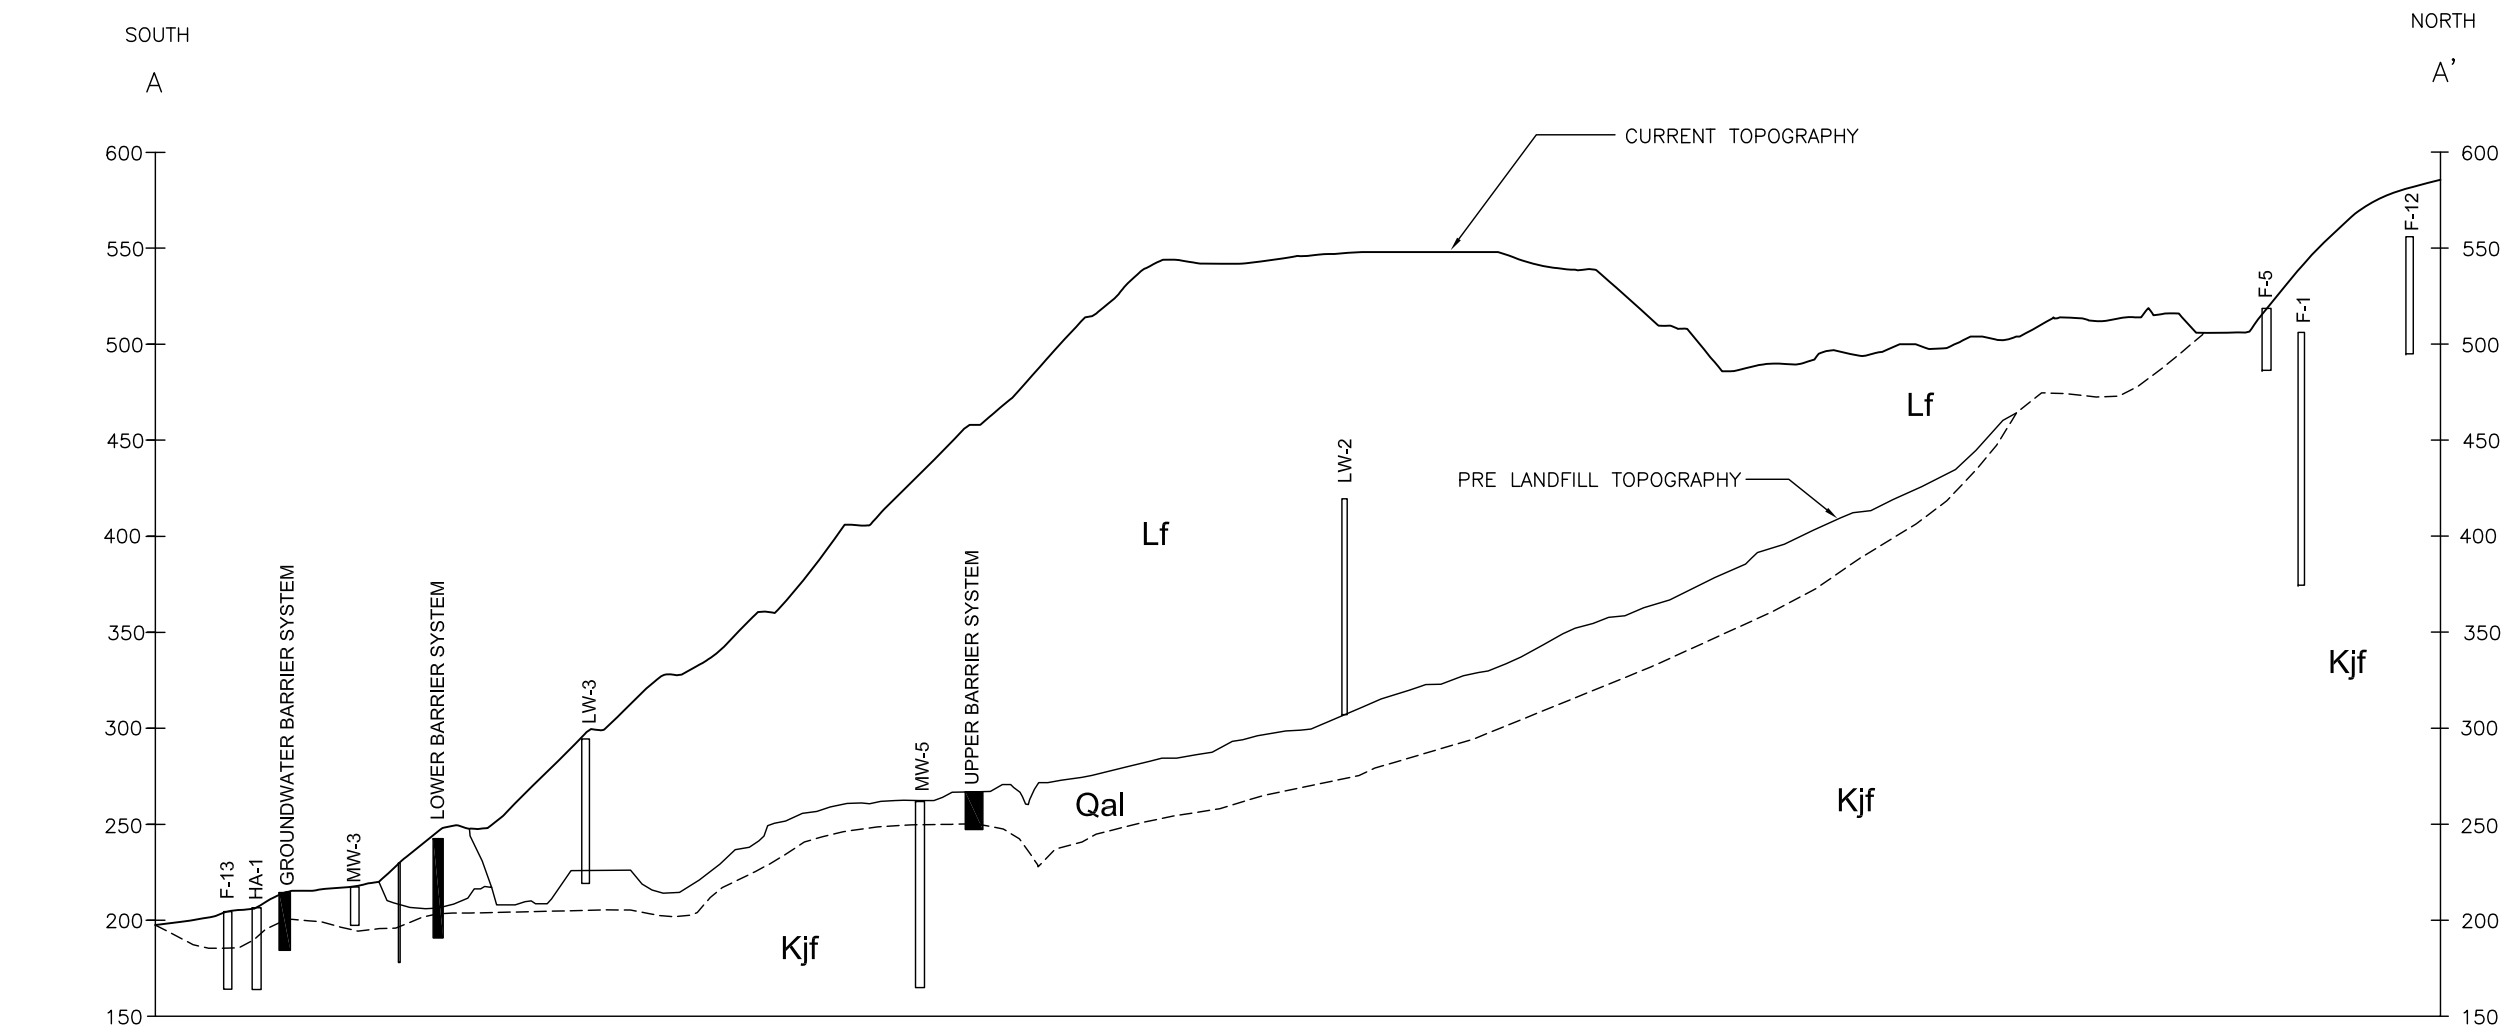 SOUTH
NORTH
A
A'
CURRENT TOPOGRAPHY
600
600
550
550
500
500
450
450
400
400
350
350
300
300
250
250
200
200
150
150
F-12
F-5
F-1
Lf
LW-2
PRE LANDFILL TOPOGRAPHY
Lf
GROUNDWATER BARRIER SYSTEM
LOWER BARRIER SYSTEM
UPPER BARRIER SYSTEM
LW-3
MW-5
Kjf
Kjf
Qal
F-13
HA-1
MW-3
Kjf